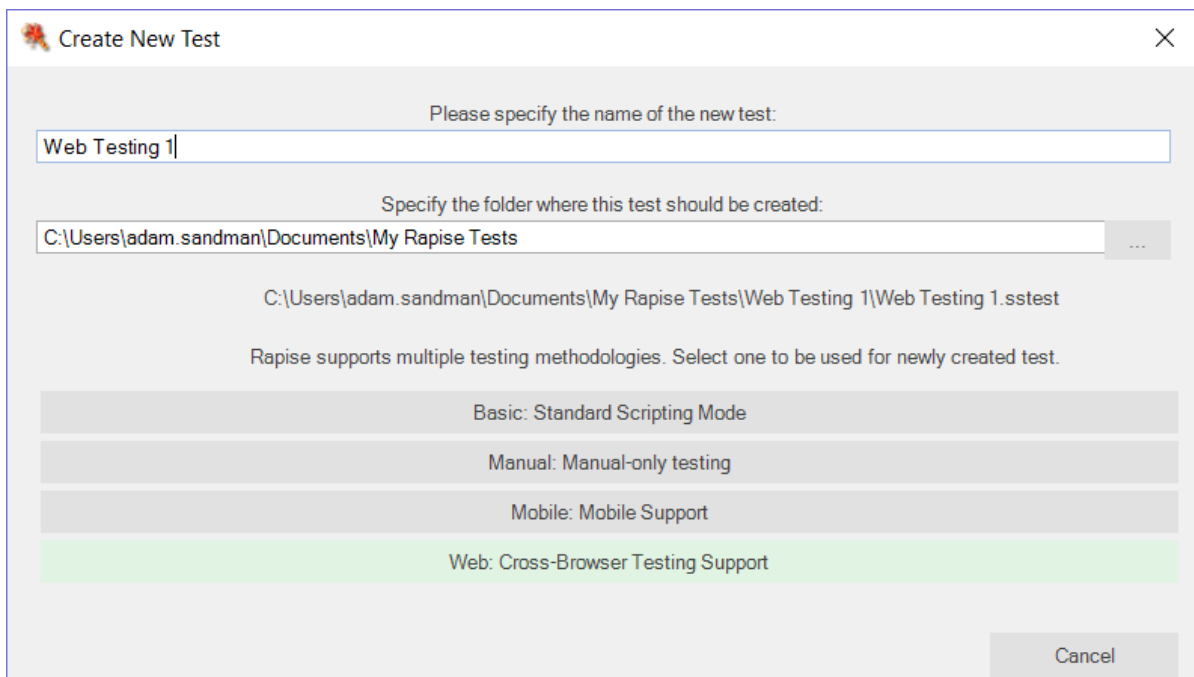 Create New Test
Please specify the name of the new test:
Web Testing 1
Specify the folder where this test should be created:
C:\Users\adam.sandman\Documents\My Rapise Tests
...
C:\Users\adam.sandman\Documents\My Rapise Tests\Web Testing 1\Web Testing 1.sstest
Rapise supports multiple testing methodologies. Select one to be used for newly created test.
Basic: Standard Scripting Mode
Manual: Manual-only testing
Mobile: Mobile Support
Web: Cross-Browser Testing Support
Cancel